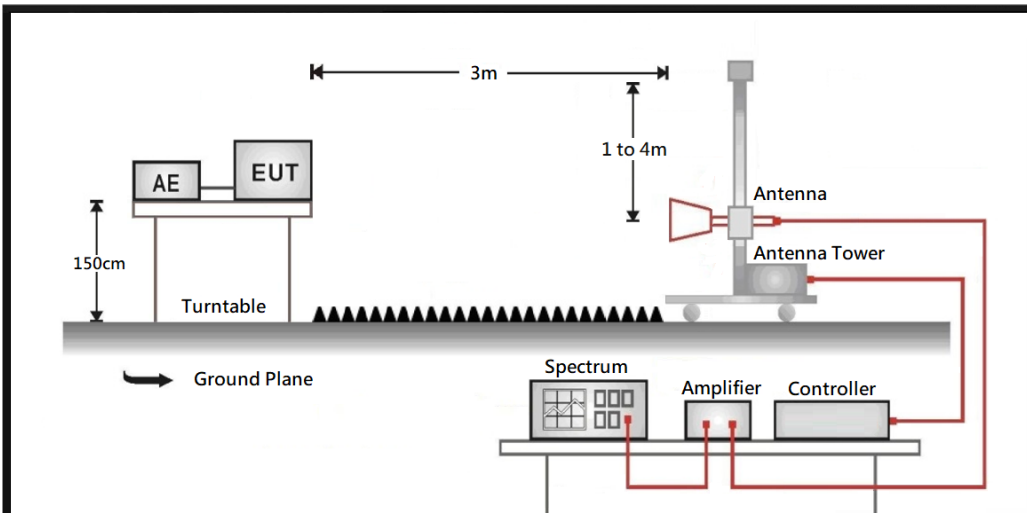 3m
1 to 4m
AE
EUT
Antenna
150cm
Antenna Tower
Turntable
Ground Plane
Spectrum
Amplifier
Controller